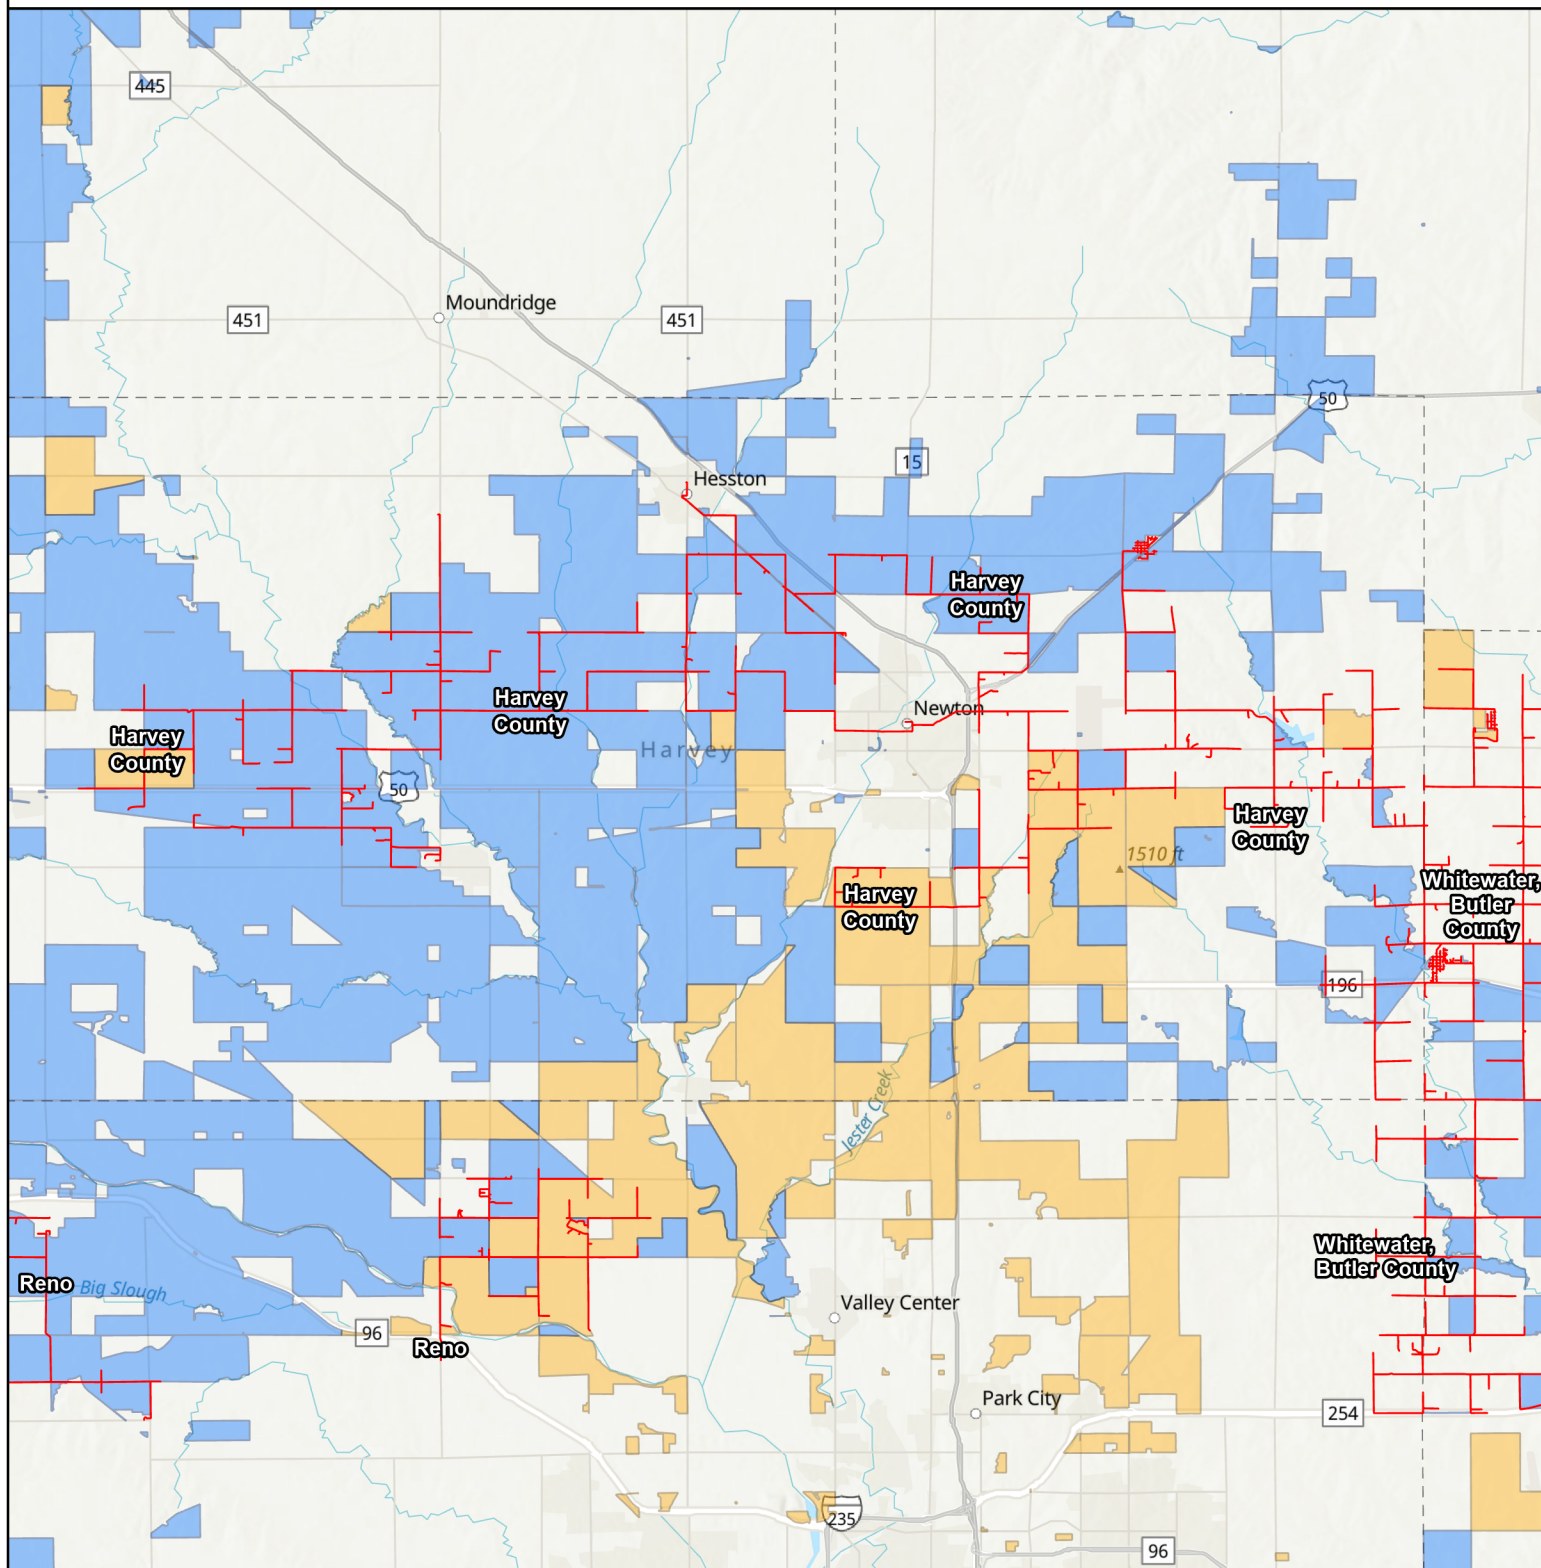 445
Moundridge
451
451
50
15
Hesston
Harvey
County
Harvey
County
Newton
Harvey
County
Harvey
50
Harvey
County
1510 ft
Harvey
County
Whitewater,
Butler
County
196
Jester Creek
Whitewater,
Butler County
Reno
Big Slough
Valley Center
96
Reno
Park City
254
235
96